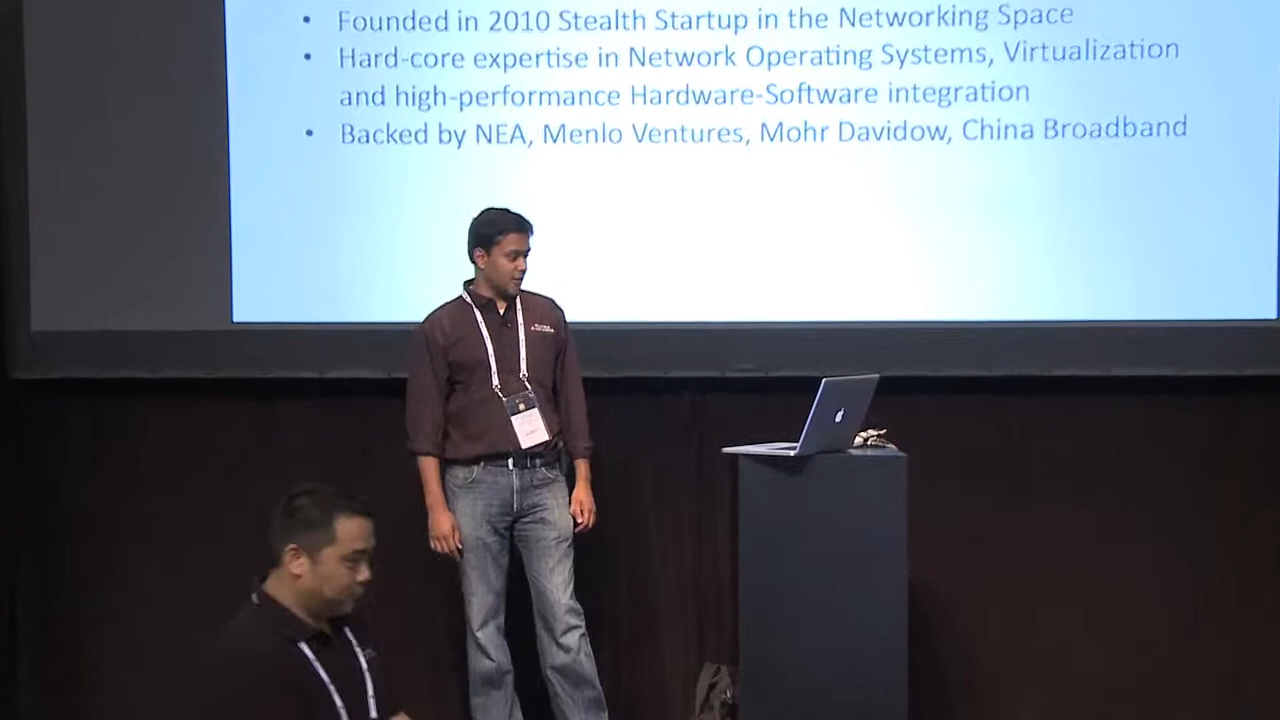 • Founded in 2010 Stealth Startup in the Networking Space
• Hard-core expertise in Network Operating Systems, Virtualization
and high-performance Hardware-Software integration
• Backed by NEA, Menlo Ventures, Mohr Davidow, China Broadband